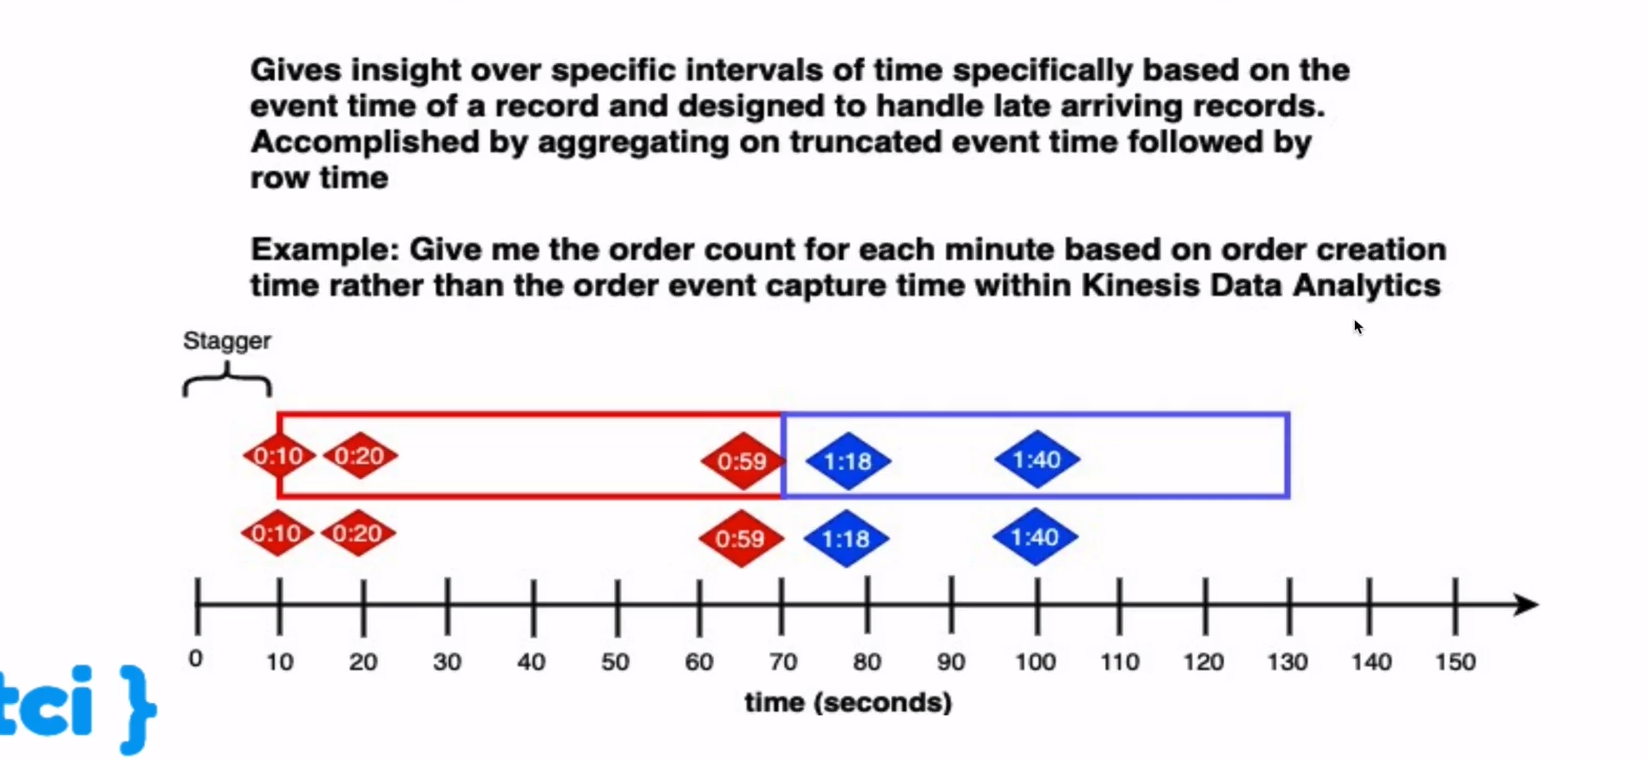 Gives insight over specific intervals of time specifically based on the
event time of a record and designed to handle late arriving records.
Accomplished by aggregating on truncated event time followed by
row time
Example: Give me the order count for each minute based on order creation
time rather than the order event capture time within Kinesis Data Analytics
Stagger
0:10 0:20 0:59 1:18 1:40
0:10 0:20 0:59 1:18 1:40
0 10 20 30 40 50 60 70 80 90 100 110 120 130 140 150
tci }
time (seconds)